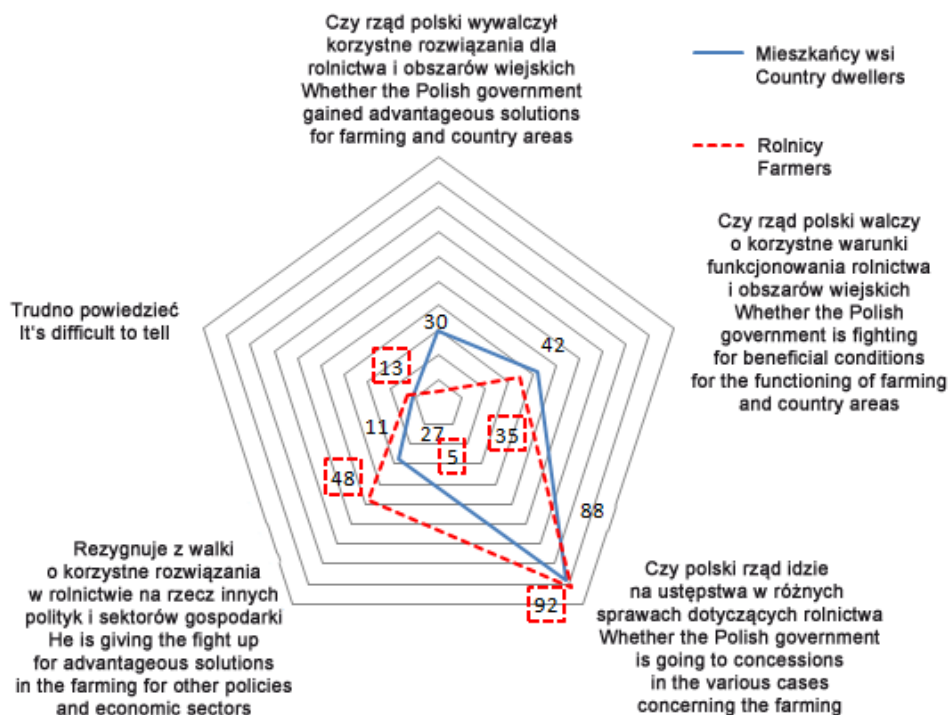 Czy rząd polski wywalczył
korzystne rozwiązania dla
rolnictwa i obszarów wiejskich
Whether the Polish government
gained advantageous solutions
for farming and country areas
Mieszkańcy wsi
Country dwellers
Rolnicy
Farmers
Czy rząd polski walczy
o korzystne warunki
funkcjonowania rolnictwa
i obszarów wiejskich
Whether the Polish
government is fighting
for beneficial conditions
for the functioning of farming
and country areas
Trudno powiedzieć
It's difficult to tell
30
42
13
11
27
35
5
48
88
92
Rezygnuje z walki
o korzystne rozwiązania
w rolnictwie na rzecz innych
polityk i sektorów gospodarki
He is giving the fight up
for advantageous solutions
in the farming for other policies
and economic sectors
Czy polski rząd idzie
na ustępstwa w różnych
sprawach dotyczących rolnictwa
Whether the Polish government
is going to concessions
in the various cases
concerning the farming